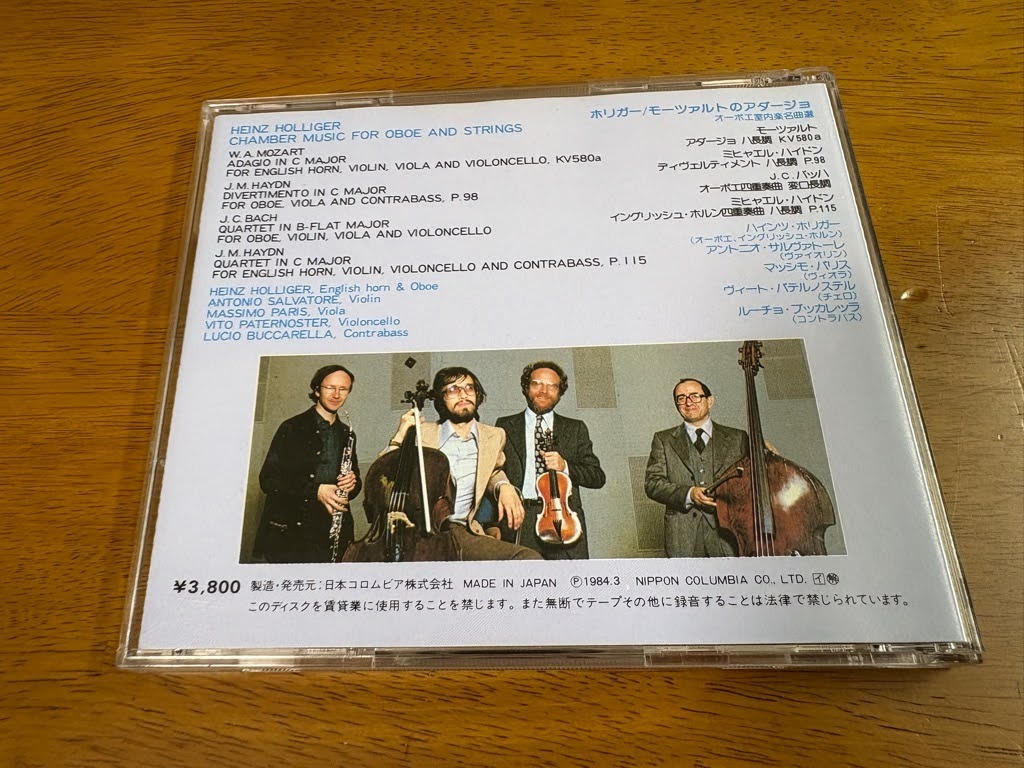 HEINZ HOLLIGER
CHAMBER MUSIC FOR OBOE AND STRINGS
W. A. MOZART
ADAGIO IN C MAJOR
FOR ENGLISH HORN, VIOLIN, VIOLA AND VIOLONCELLO, KV580a
J. M. HAYDN
DIVERTIMENTO IN C MAJOR
FOR OBOE, VIOLA AND CONTRABASS, P. 98
J. C. BACH
QUARTET IN B-FLAT MAJOR
FOR OBOE, VIOLIN, VIOLA AND VIOLONCELLO
J. M. HAYDN
QUARTET IN C MAJOR
FOR ENGLISH HORN, VIOLIN, VIOLONCELLO AND CONTRABASS, P. 115
HEINZ HOLLIGER, English horn & Oboe
ANTONIO SALVATORE, Violin
MASSIMO PARIS, Viola
VITO PATERNOSTER, Violoncello
LUCIO BUCCARELLA, Contrabass
ホリガー/モーツァルトのアダージョ
オーボエ室内楽名曲選
モーツァルト
アダージョ ハ長調 KV580a
ミヒャエル・ハイドン
ディヴェルティメント ハ長調 P.98
J.C.バッハ
オーボエ四重奏曲 変ロ長調
ミヒャエル・ハイドン
イングリッシュ・ホルン四重奏曲 ハ長調 P.115
ハインツ・ホリガー
(オーボエ、イングリッシュ・ホルン)
アントニオ・サルヴァトーレ
(ヴァイオリン)
マッシモ・パリス
(ヴィオラ)
ヴィート・パテルノステル
(チェロ)
ルーチョ・ブッカレッラ
(コントラバス)
¥3,800 製造・発売元:日本コロムビア株式会社 MADE IN JAPAN Ⓟ1984.3 NIPPON COLUMBIA CO., LTD.
このディスクを賃貸業に使用することを禁じます。また無断でテープその他に録音することは法律で禁じられています。